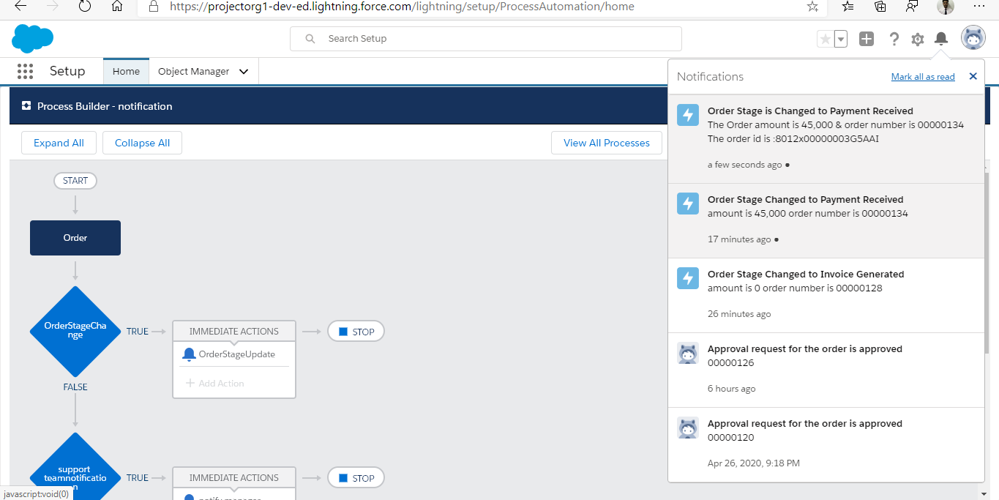 https://projectorg1-dev-ed.lightning.force.com/lightning/setup/ProcessAutomation/home
Search Setup
Setup
Home
Object Manager
Process Builder - notification
Expand All
Collapse All
View All Processes
START
Order
OrderStageCha
nge
TRUE
IMMEDIATE ACTIONS
OrderStageUpdate
+ Add Action
STOP
FALSE
support
teamnotificatio
n
TRUE
IMMEDIATE ACTIONS
notify manager
STOP
javascript:void(0)
Notifications
Mark all as read
Order Stage is Changed to Payment Received
The Order amount is 45,000 & order number is 00000134
The order id is :8012x00000003G5AAI
a few seconds ago •
Order Stage Changed to Payment Received
amount is 45,000 order number is 00000134
17 minutes ago •
Order Stage Changed to Invoice Generated
amount is 0 order number is 00000128
26 minutes ago
Approval request for the order is approved
00000126
6 hours ago
Approval request for the order is approved
00000120
Apr 26, 2020, 9:18 PM